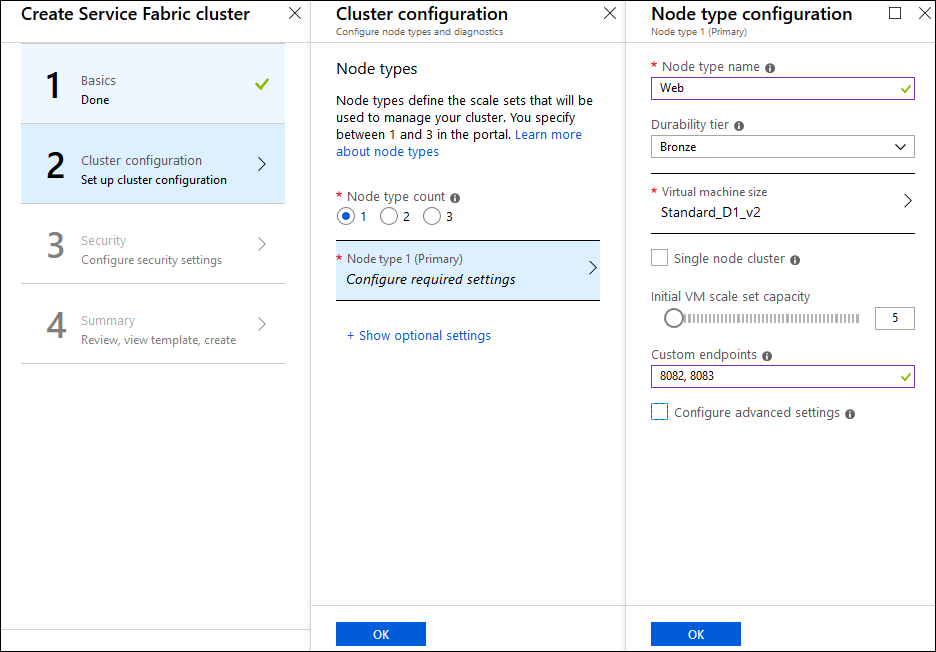 Create Service Fabric cluster
1
Basics
Done
2
Cluster configuration
Set up cluster configuration
3
Security
Configure security settings
4
Summary
Review, view template, create
Cluster configuration
Configure node types and diagnostics
Node types
Node types define the scale sets that will be
used to manage your cluster. You specify
between 1 and 3 in the portal. Learn more
about node types
* Node type count
1 2 3
* Node type 1 (Primary)
Configure required settings
+ Show optional settings
OK
Node type configuration
Node type 1 (Primary)
* Node type name
Web
Durability tier
Bronze
* Virtual machine size
Standard_D1_v2
Single node cluster
Initial VM scale set capacity
5
Custom endpoints
8082, 8083
Configure advanced settings
OK